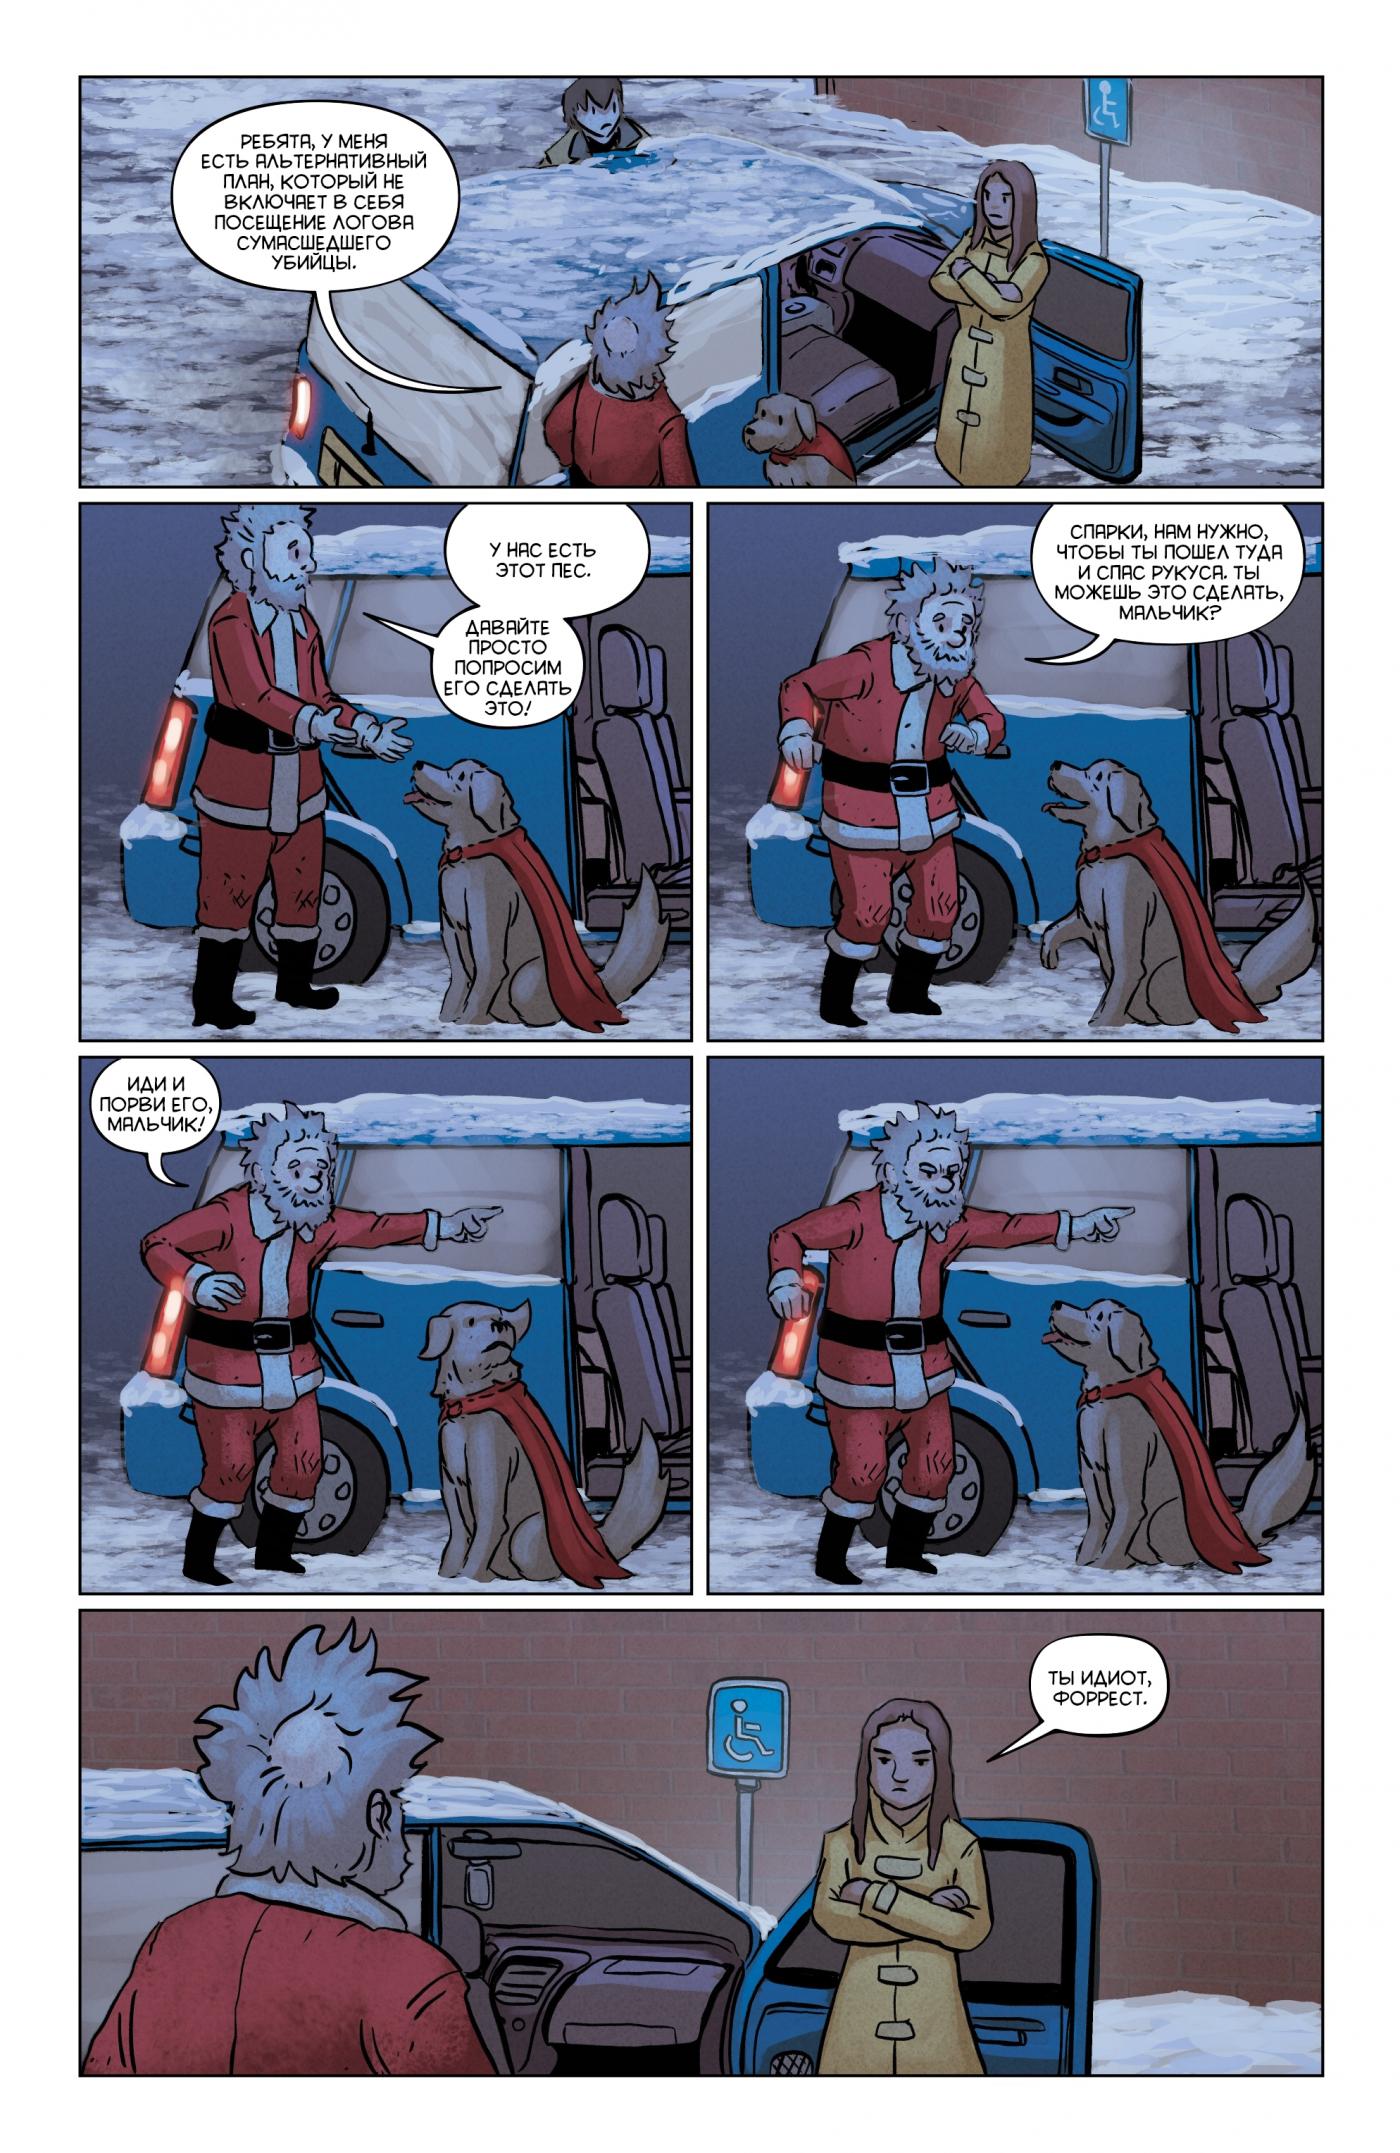 РЕБЯТА, У МЕНЯ
ЕСТЬ АЛЬТЕРНАТИВНЫЙ
ПЛАН, КОТОРЫЙ НЕ
ВКЛЮЧАЕТ В СЕБЯ
ПОСЕЩЕНИЕ ЛОГОВА
СУМАСШЕДШЕГО
УБИЙЦЫ.
У НАС ЕСТЬ
ЭТОТ ПЕС.
ДАВАЙТЕ
ПРОСТО
ПОПРОСИМ
ЕГО СДЕЛАТЬ
ЭТО!
СПАРКИ, НАМ НУЖНО,
ЧТОБЫ ТЫ ПОШЕЛ ТУДА
И СПАС РУКУСА. ТЫ
МОЖЕШЬ ЭТО СДЕЛАТЬ,
МАЛЬЧИК?
ИДИ И
ПОРВИ ЕГО,
МАЛЬЧИК!
ТЫ ИДИОТ,
ФОРРЕСТ.